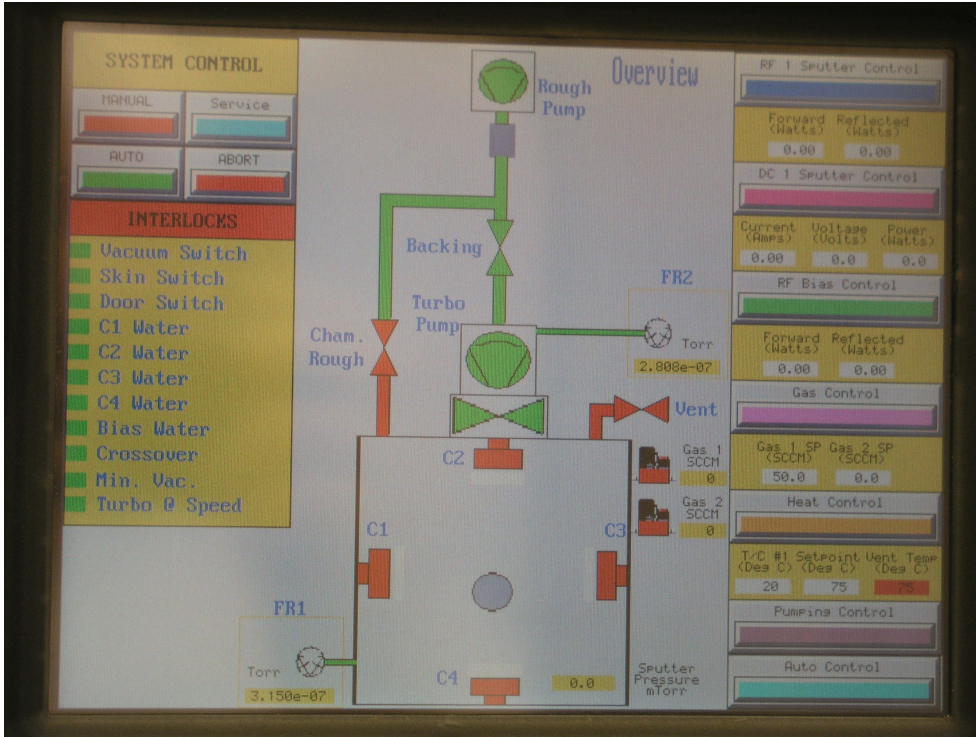 SYSTEM CONTROL
MANUAL
Service
AUTO
ABORT
INTERLOCKS
Vacuum Switch
Skin Switch
Door Switch
C1 Water
C2 Water
C3 Water
C4 Water
Bias Water
Crossover
Min. Vac.
Turbo @ Speed
Overview
Rough
Pump
Backing
Turbo
Pump
Cham.
Rough
FR2
Torr
2.808e-07
Vent
C2
Gas 1
SCCM
0
Gas 2
SCCM
0
C1
C3
FR1
Torr
3.150e-07
C4
0.0
Sputter
Pressure
mTorr
RF 1 Sputter Control
Forward Reflected
(Watts) (Watts)
0.00 0.00
DC 1 Sputter Control
Current Voltage Power
(Amps) (Volts) (Watts)
0.00 0.0 0.0
RF Bias Control
Forward Reflected
(Watts) (Watts)
0.00 0.00
Gas Control
Gas 1 SP Gas 2 SP
(SCCM) (SCCM)
50.0 0.0
Heat Control
T/C #1 Setpoint Vent Temp
(Deg C) (Deg C) (Deg C)
20 75 75
Pumping Control
Auto Control